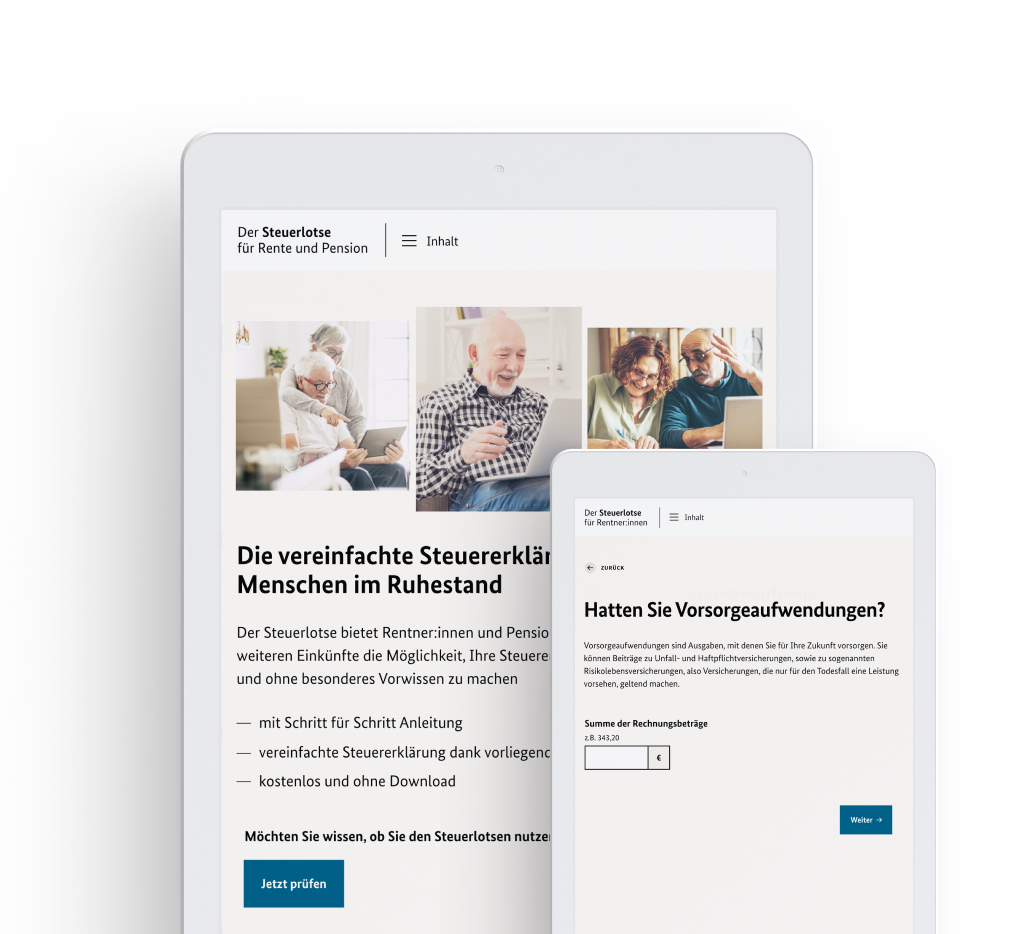 Der Steuerlotse
für Rente und Pension
Inhalt
Die vereinfachte
Menschen im Ruhestand
Der Steuerlotse bietet Rentner:innen und
weiteren Einkünfte die Möglichkeit, Ihre
und ohne besonderes Vorwissen zu machen
— mit Schritt für Schritt Anleitung
— vereinfachte Steuererklärung dank
— kostenlos und ohne Download
Möchten Sie wissen, ob Sie den Steuerlotsen
Jetzt prüfen
Der Steuerlotse
für Rentner:innen
Inhalt
← ZURÜCK
Hatten Sie Vorsorgeaufwendungen?
Vorsorgeaufwendungen sind Ausgaben, mit denen Sie für Ihre Zukunft vorsorgen. Sie
können Beiträge zu Unfall- und Haftpflichtversicherungen, sowie zu sogenannten
Risikolebensversicherungen, also Versicherungen, die nur für den Todesfall eine Leistung
vorsehen, geltend machen.
Summe der Rechnungsbeträge
z.B. 343,20
€
Weiter →